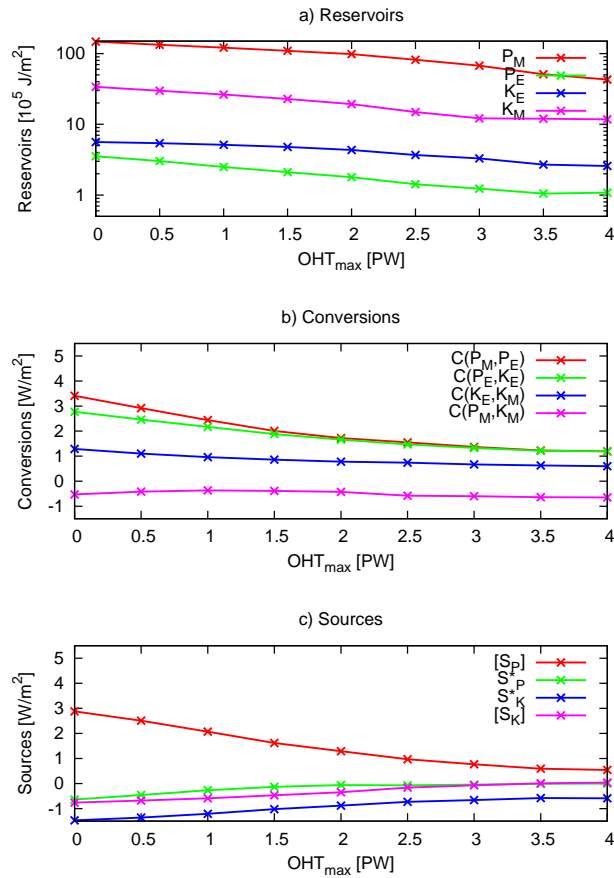 a) Reservoirs
Reservoirs [10^5 J/m^2]
100
10
1
P_M
P_E
K_E
K_M
0 0.5 1 1.5 2 2.5 3 3.5 4
OHT_max [PW]
b) Conversions
Conversions [W/m^2]
5
4
3
2
1
0
-1
C(P_M,P_E)
C(P_E,K_E)
C(K_E,K_M)
C(P_M,K_M)
0 0.5 1 1.5 2 2.5 3 3.5 4
OHT_max [PW]
c) Sources
Sources [W/m^2]
5
4
3
2
1
0
-1
[S_P]
S^*_P
S^*_K
[S_K]
0 0.5 1 1.5 2 2.5 3 3.5 4
OHT_max [PW]